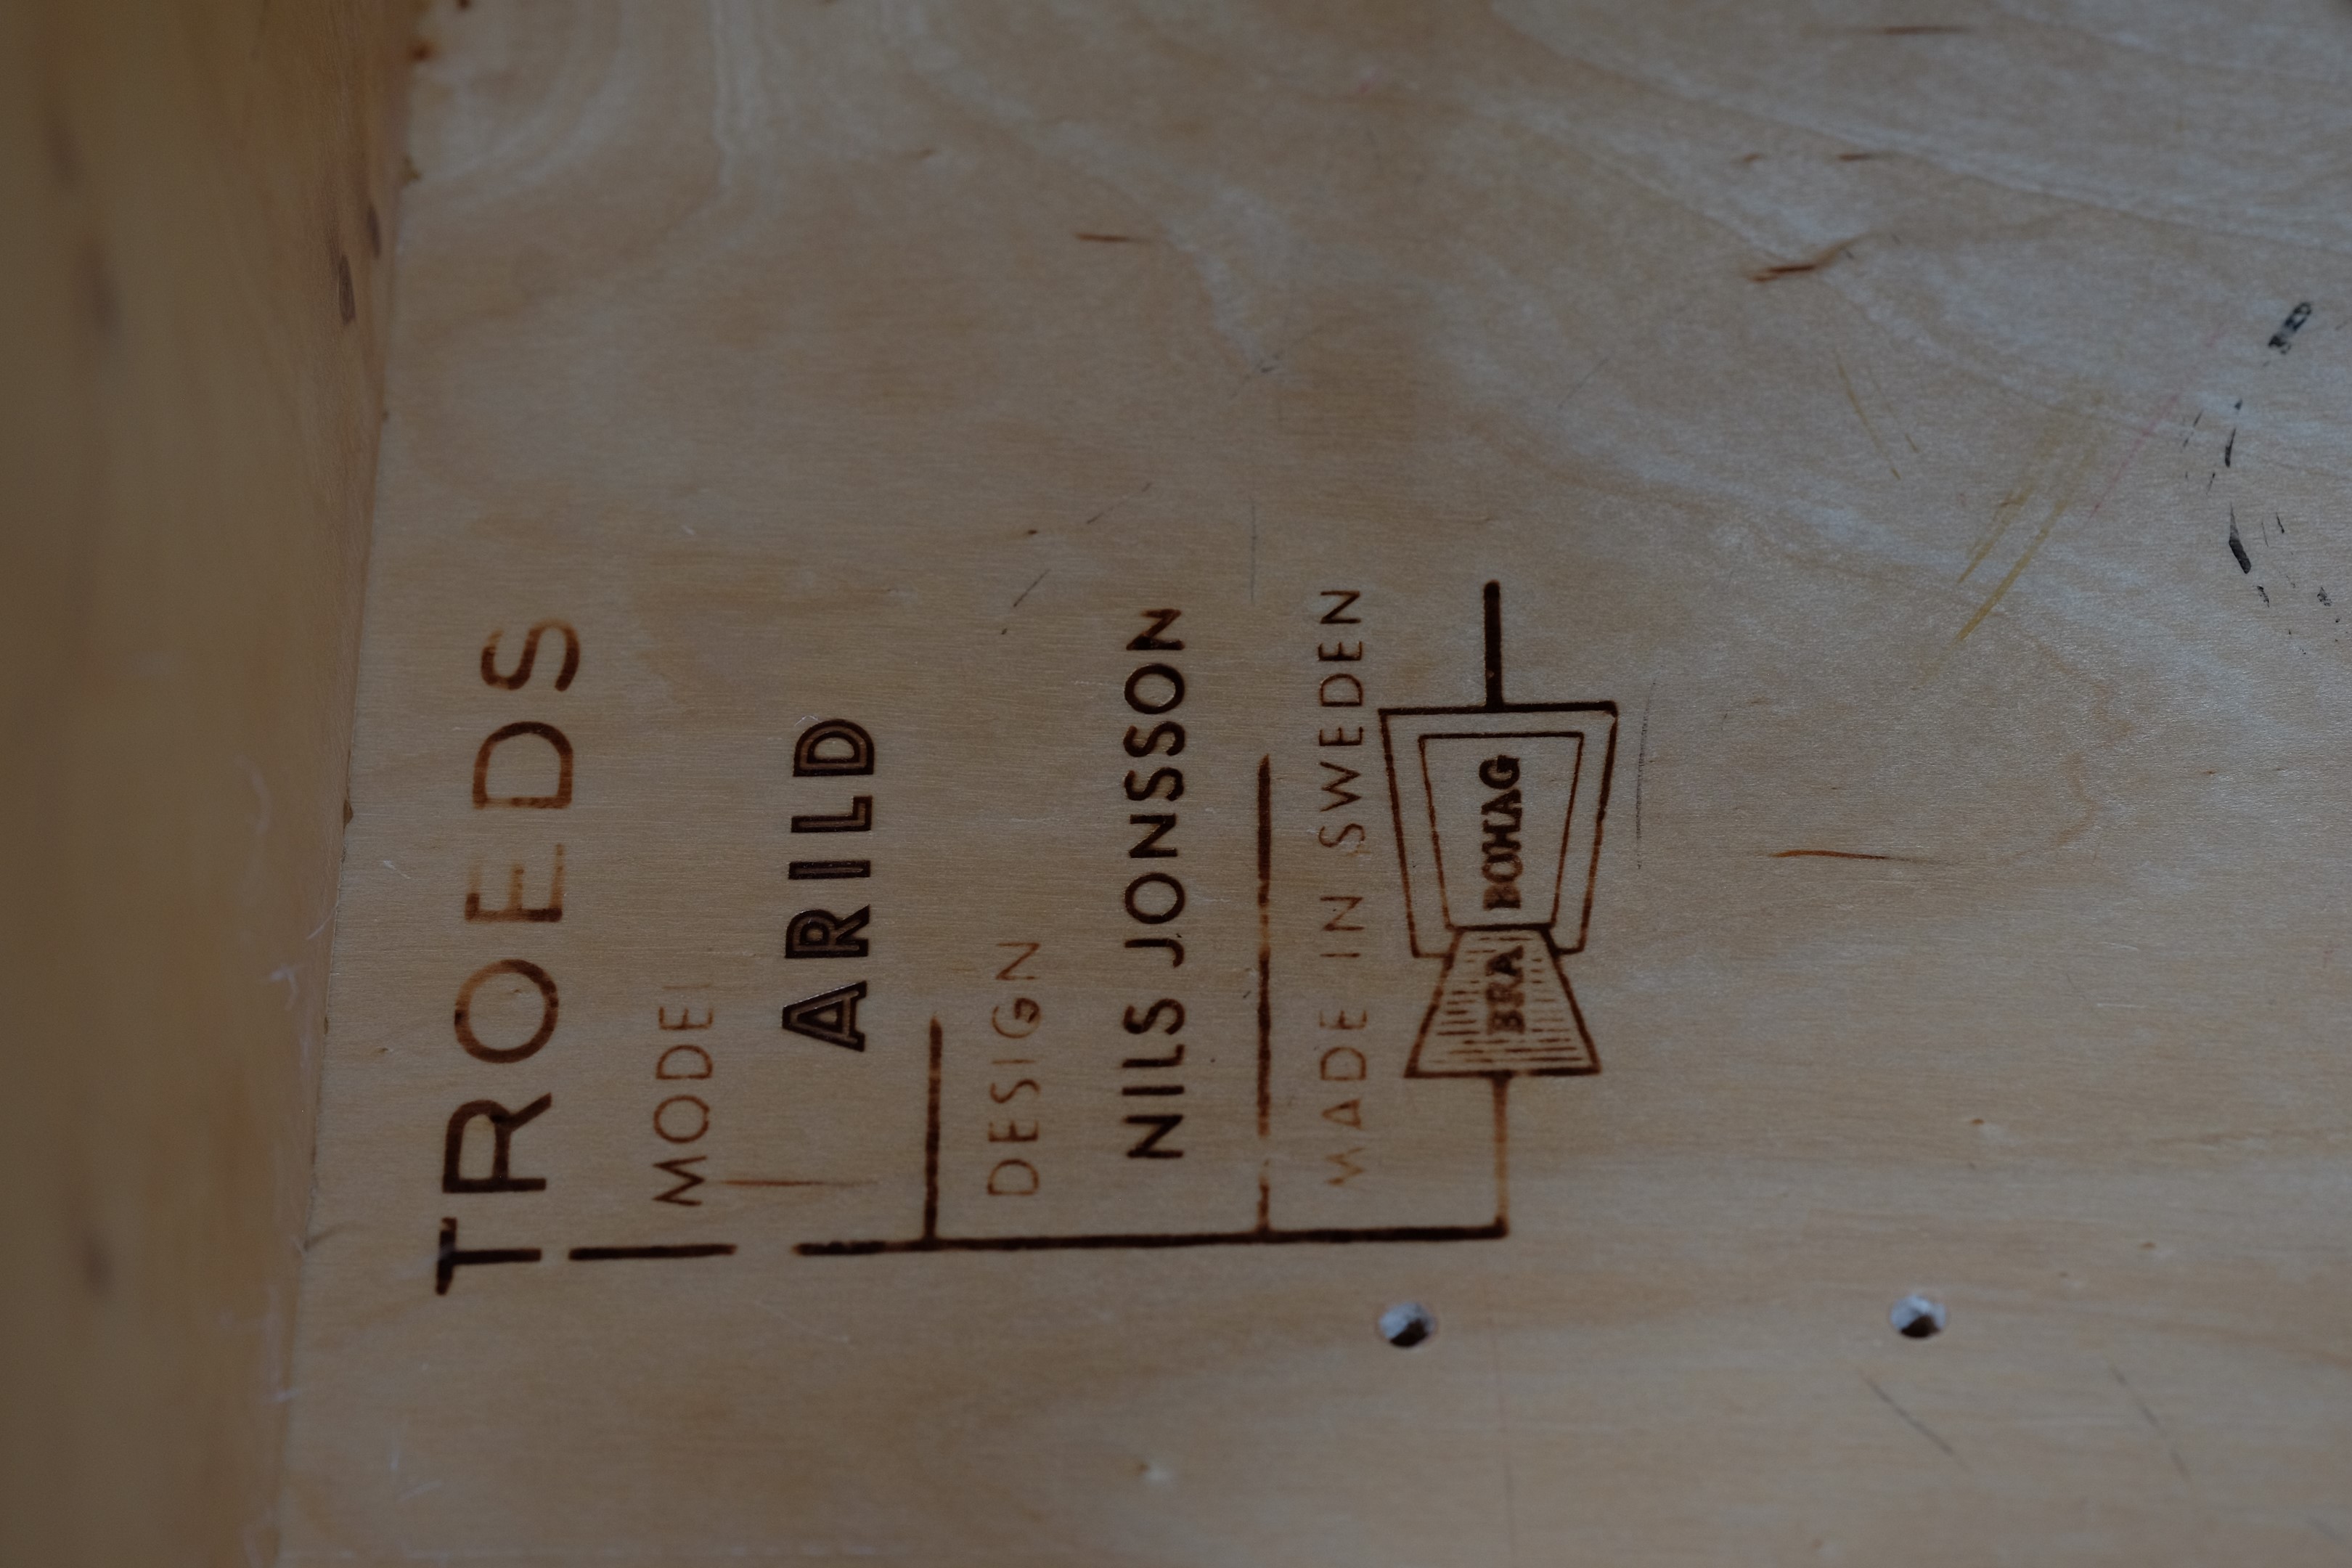 TROEDS
MODEL
ARILD
DESIGN
NILS JONSSON
MADE IN SWEDEN
BRA BOHAG